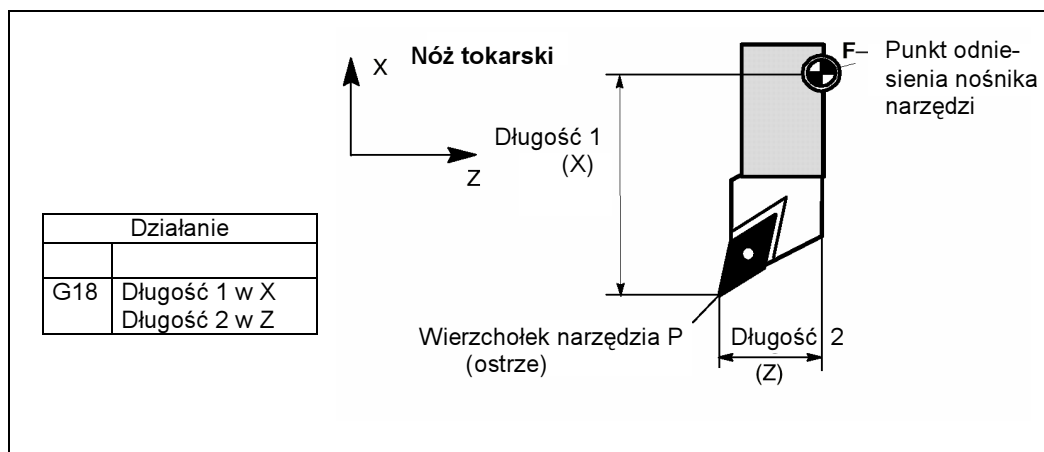 X
Nóż tokarski
F–
Punkt odnie-
sienia nośnika
narzędzi
Długość 1
(X)
Z
Działanie
G18
Długość 1 w X
Długość 2 w Z
Wierzchołek narzędzia P
(ostrze)
Długość 2
(Z)